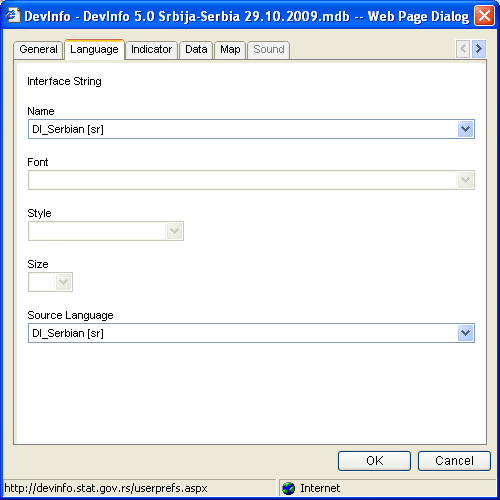 DevInfo - DevInfo 5.0 Srbija-Serbia 29.10.2009.mdb -- Web Page Dialog
General Language Indicator Data Map Sound
Interface String
Name
DI_Serbian [sr]
Font
Style
Size
Source Language
DI_Serbian [sr]
OK Cancel
http://devinfo.stat.gov.rs/userprefs.aspx Internet